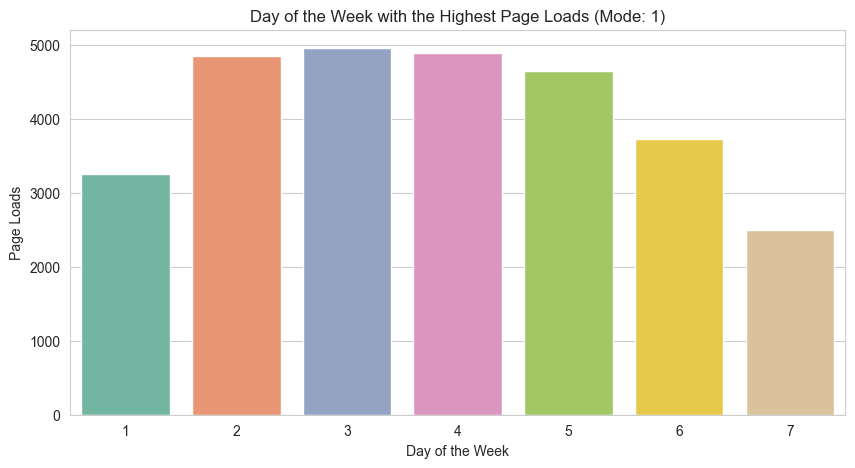 Day of the Week with the Highest Page Loads (Mode: 1)
Page Loads
5000
4000
3000
2000
1000
0
1 2 3 4 5 6 7
Day of the Week